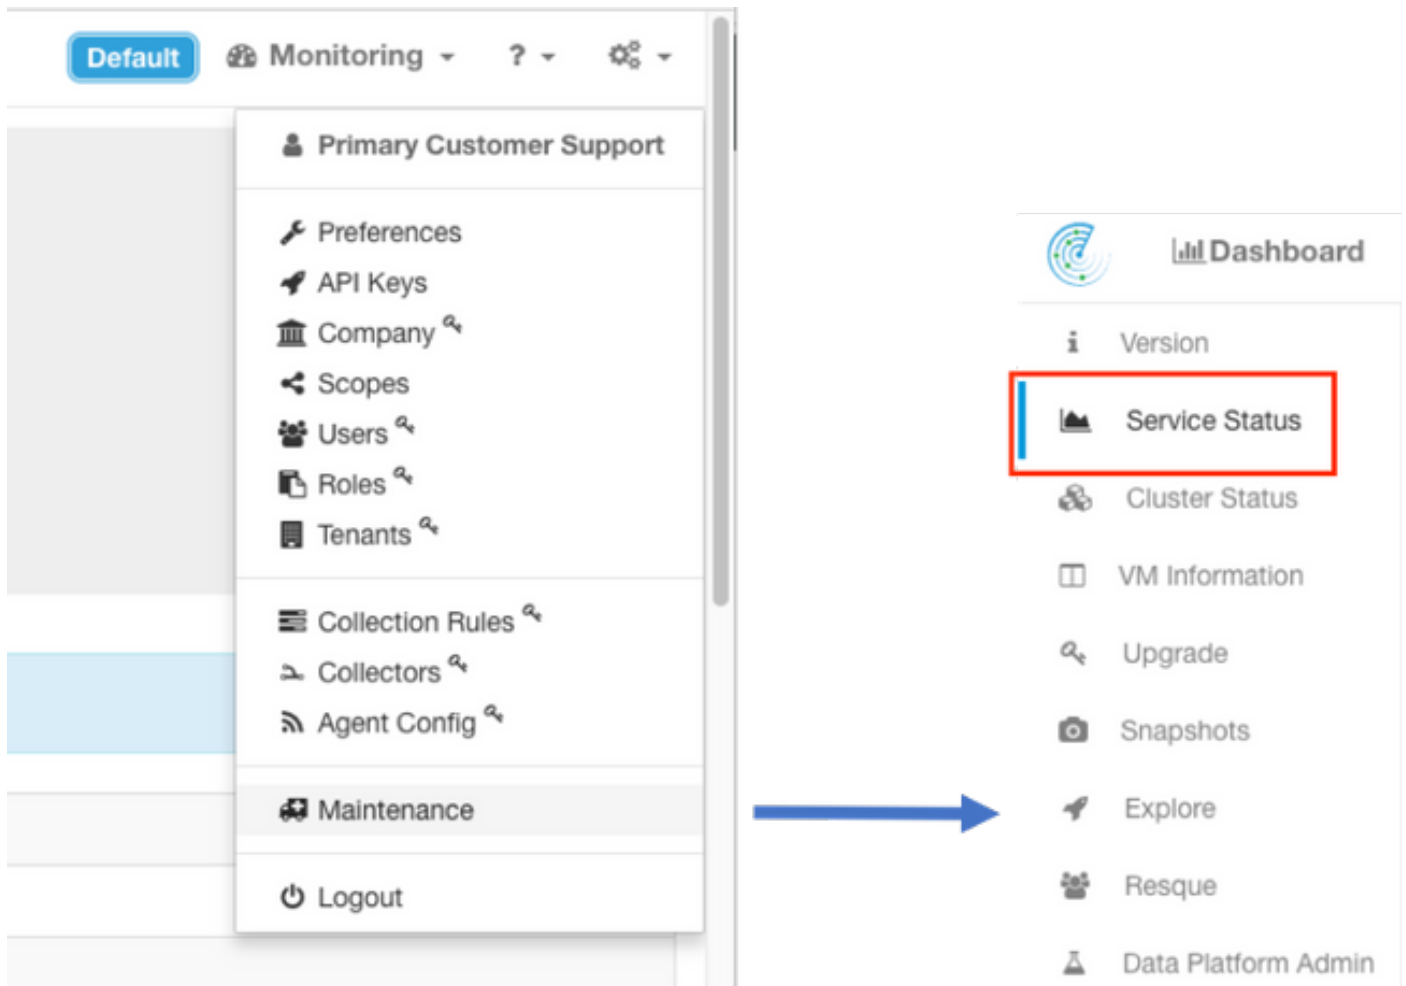 Default Monitoring ?
Primary Customer Support
Preferences
API Keys
Company
Scopes
Users
Roles
Tenants
Collection Rules
Collectors
Agent Config
Maintenance
Logout
Dashboard
Version
Service Status
Cluster Status
VM Information
Upgrade
Snapshots
Explore
Resque
Data Platform Admin